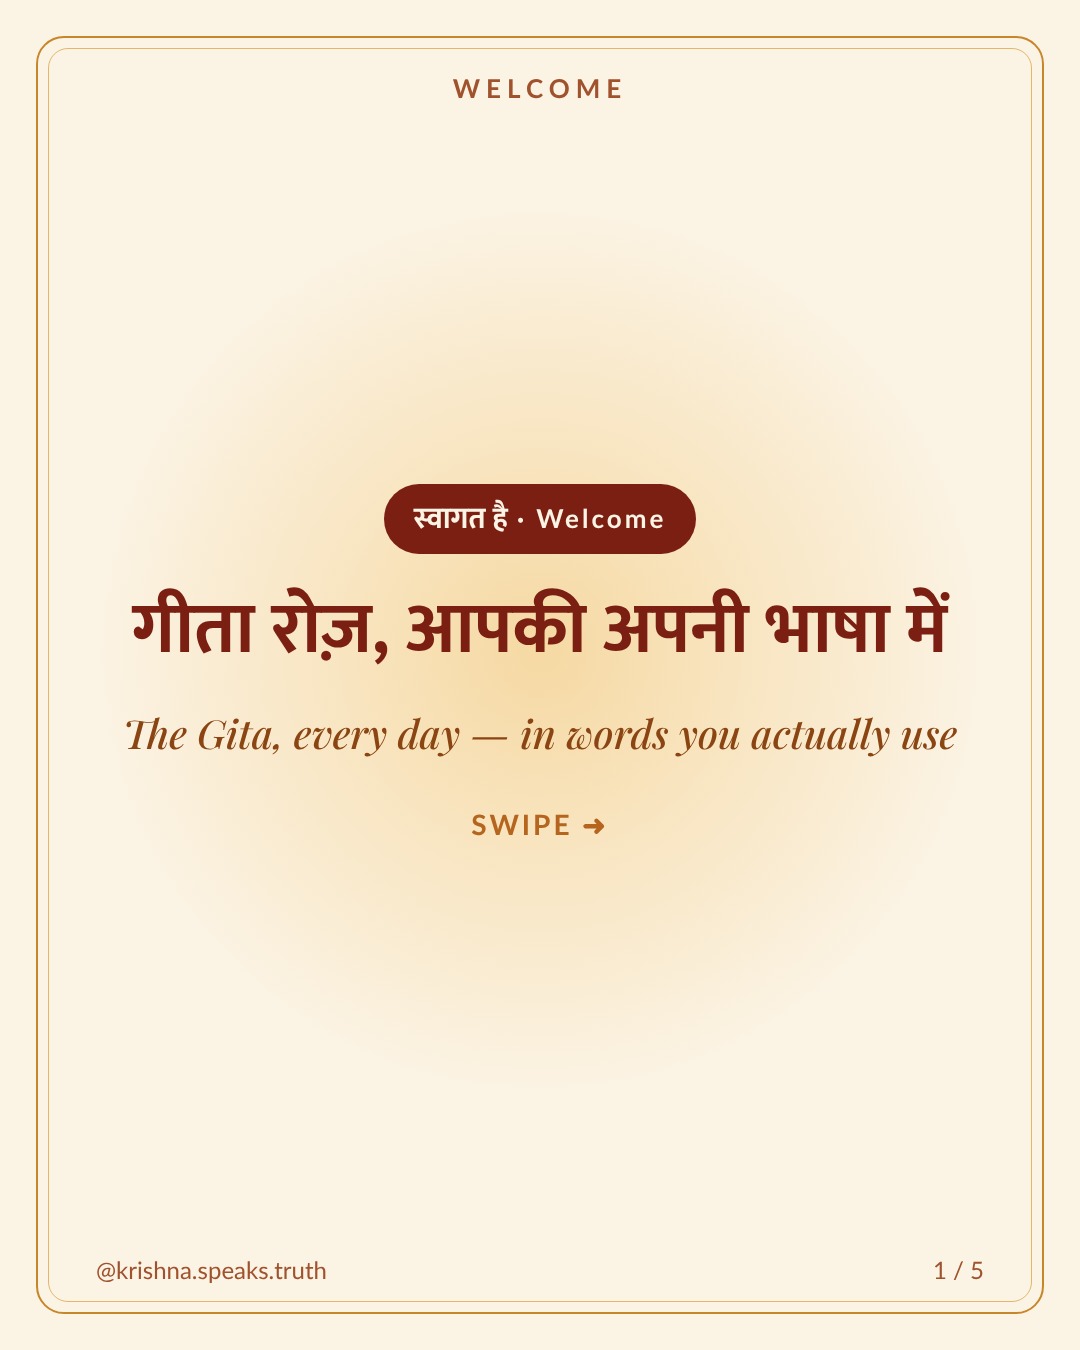 WELCOME
स्वागत है · Welcome
गीता रोज़, आपकी अपनी भाषा में
The Gita, every day — in words you actually use
SWIPE ➜
@krishna.speaks.truth
1 / 5